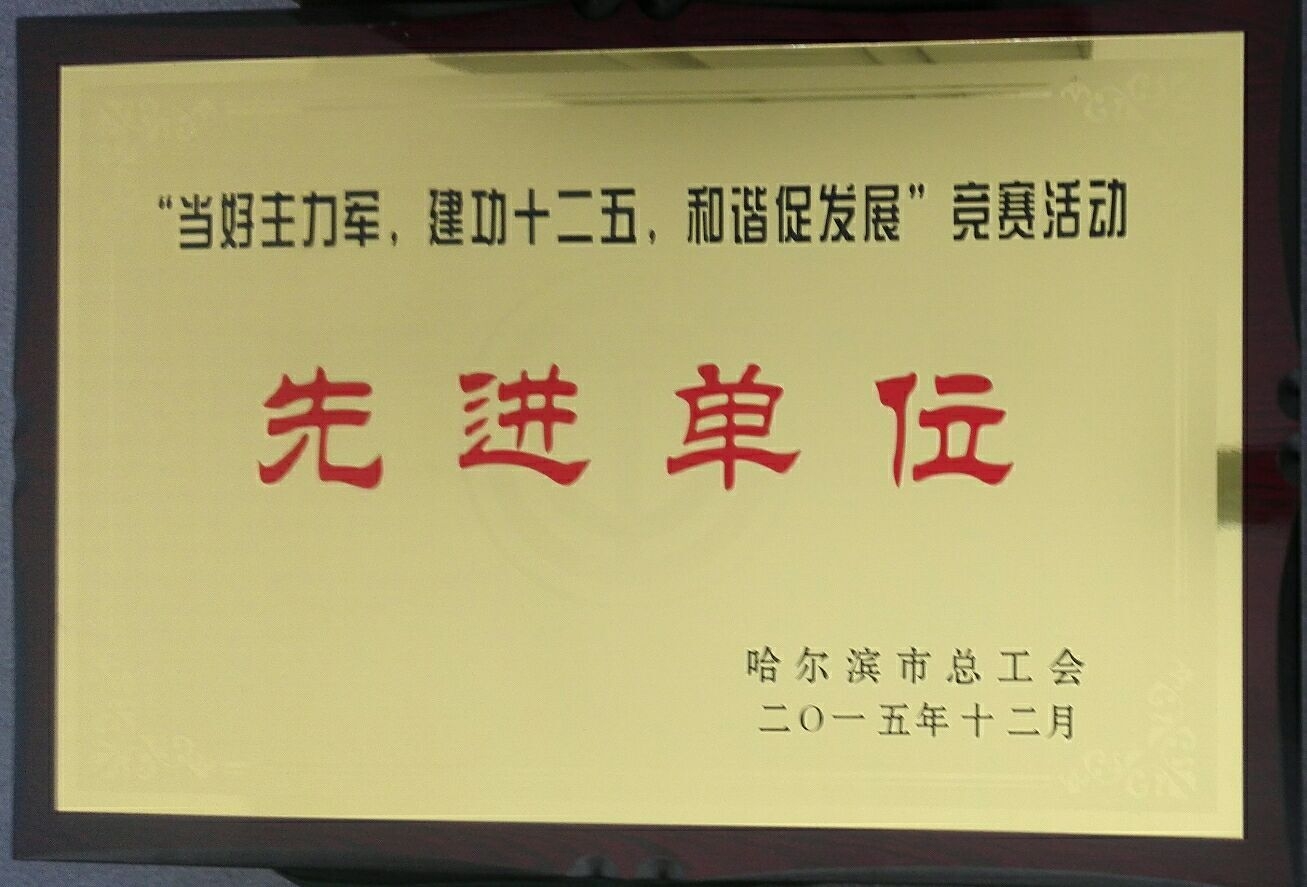 “当好主力军，建功十二五，和谐促发展”竞赛活动
先进单位
哈尔滨市总工会
二〇一五年十二月